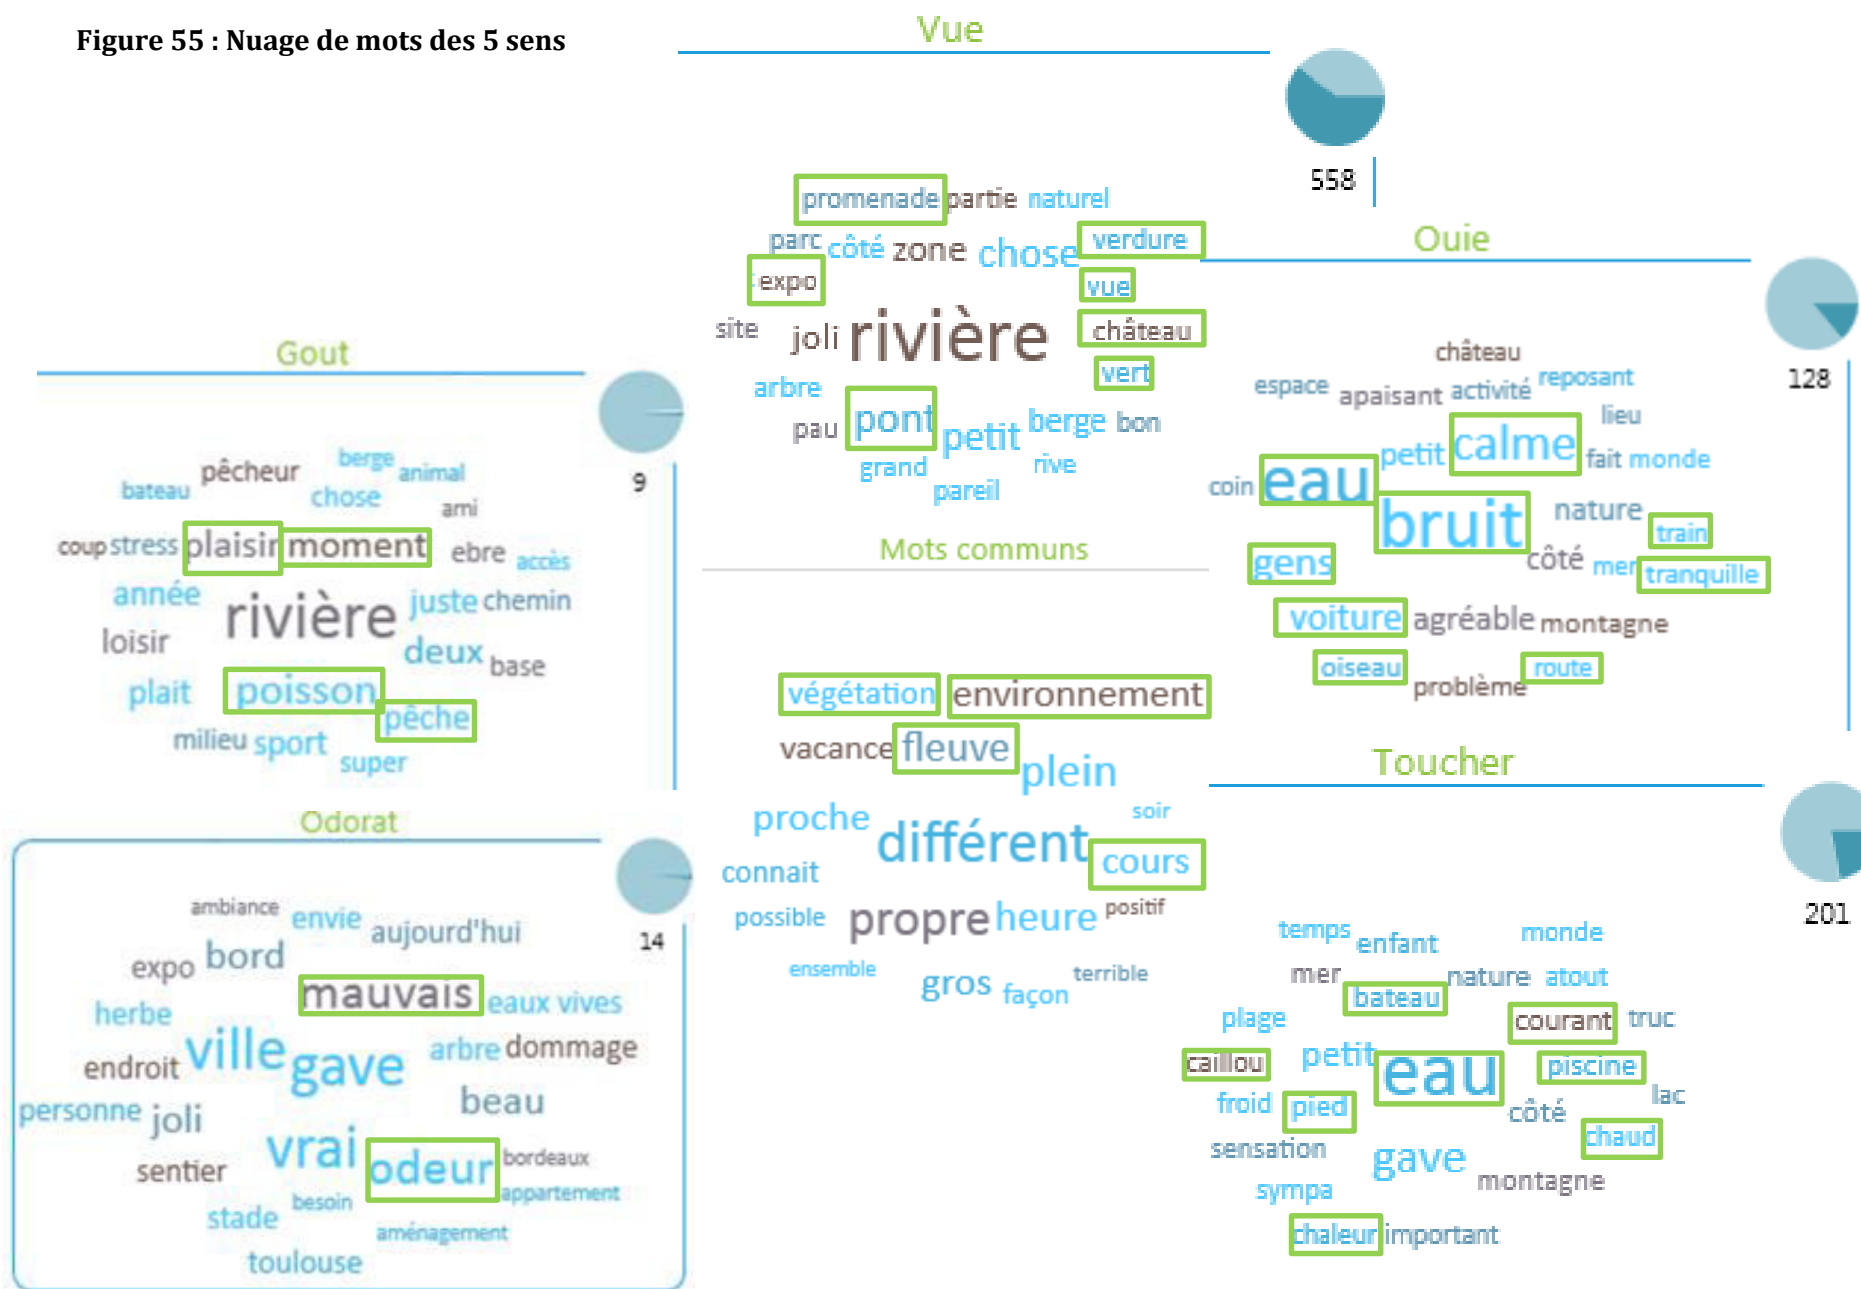 Figure 55 : Nuage de mots des 5 sens
Vue
558
promenade partie naturel
parc côté zone chose verdure
expo vue
site joli rivière château
vert
arbre
pau pont petit berge bon
grand rive
pareil
Ouie
128
château
espace apaisant activité reposant
lieu
petit calme fait monde
coin eau
bruit nature train
gens côté mer tranquille
voiture agréable montagne
oiseau problème route
Gout
9
pêcheur berge animal
bateau chose ami
coup stress plaisir moment ebre accès
année rivière juste chemin
loisir deux base
plait poisson
pêche
milieu sport super
Mots communs
végétation environnement
vacance fleuve plein
proche différent soir
connait cours
possible propre heure positif
ensemble gros façon terrible
Odorat
14
ambiance envie aujourd'hui
expo bord
mauvais eaux vives
herbe
ville gave arbre dommage
endroit
personne joli beau
sentier vrai odeur bordeaux
appartement
stade besoin
aménagement
toulouse
Toucher
201
temps enfant monde
mer nature atout
bateau
plage courant truc
caillou petit eau piscine
froid pied côté lac
chaud
sensation gave montagne
sympa
chaleur important